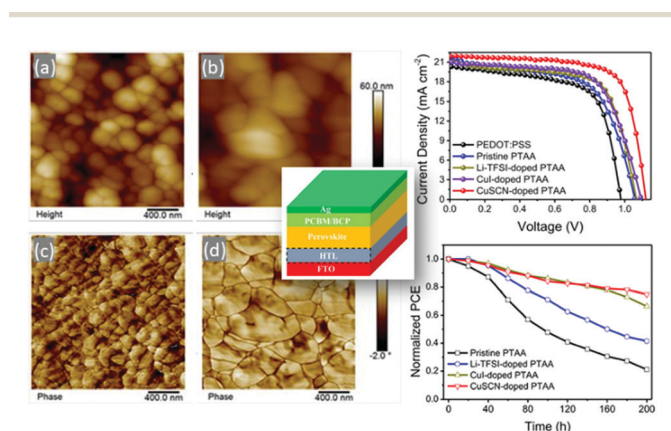 (a)
(b)
60.0 nm
Height
400.0 nm
Height
400.0 nm
(c)
(d)
-2.0 °
Phase
400.0 nm
Phase
400.0 nm
Ag
PCBM/BCP
Perovskite
HTL
FTO
Current Density (mA cm⁻²)
21
18
15
12
9
6
3
0
PEDOT:PSS
Pristine PTAA
Li-TFSI-doped PTAA
CuI-doped PTAA
CuSCN-doped PTAA
0.0 0.2 0.4 0.6 0.8 1.0
Voltage (V)
Normalized PCE
1.0
0.8
0.6
0.4
0.2
0.0
Pristine PTAA
Li-TFSI-doped PTAA
CuI-doped PTAA
CuSCN-doped PTAA
0 40 80 120 160 200
Time (h)